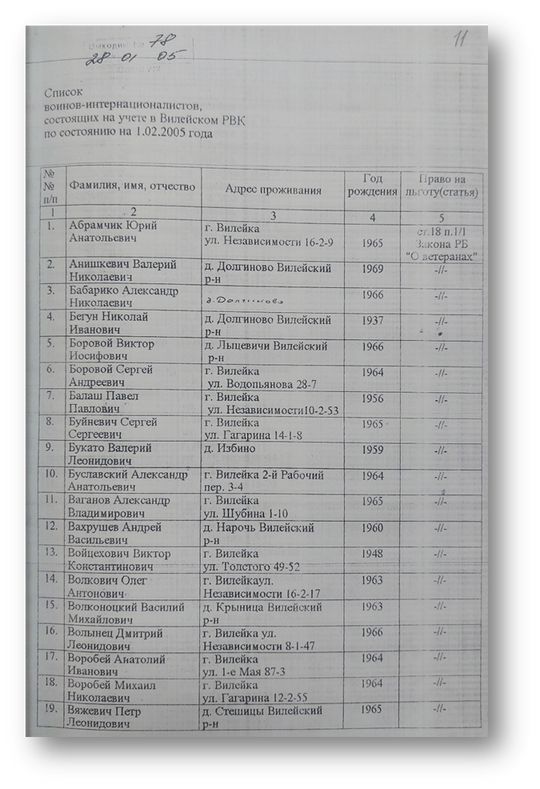 78
28 01 05
11
Список
воинов-интернационалистов,
состоящих на учете в Вилейском РВК
по состоянию на 1.02.2005 года
№ № п/п Фамилия, имя, отчество Адрес проживания Год рождения Право на льготу(статья)
1 2 3 4 5
1. Абрамчик Юрий г. Вилейка ст.18 п.1/1
Анатольевич ул. Независимости 16-2-9 1965 Закона РБ
"О ветеранах"
2. Анишкевич Валерий д. Долгиново Вилейский 1969 -//-
Николаевич р-н
3. Бабарико Александр 1966 -//-
Николаевич д. Долгиново
4. Бегун Николай д. Долгиново Вилейский 1937 -//-
Иванович р-н
5. Боровой Виктор д. Лыцевичи Вилейский 1966 -//-
Иосифович р-н
6. Боровой Сергей г. Вилейка 1964 -//-
Андреевич ул. Водопьянова 28-7
7. Балаш Павел г. Вилейка 1956 -//-
Павлович ул. Независимости10-2-53
8. Буйневич Сергей г. Вилейка 1965 -//-
Сергеевич ул. Гагарина 14-1-8
9. Букато Валерий д. Избино 1959 -//-
Леонидович
10. Буславский Александр г. Вилейка 2-й Рабочий 1964 -//-
Анатольевич пер. 3-4
11. Ваганов Александр г. Вилейка 1965 -//-
Владимирович ул. Шубина 1-10
12. Вахрушев Андрей д. Нарочь Вилейский 1960 -//-
Васильевич р-н
13. Войцехович Виктор г. Вилейка 1948 -//-
Константинович ул. Толстого 49-52
14. Волкович Олег г. Вилейкаул. 1963 -//-
Антонович Независимости 16-2-17
15. Волконоцкий Василий д. Крыница Вилейский 1963 -//-
Михайлович р-н
16. Волынец Дмитрий г. Вилейка ул. 1966 -//-
Леонидович Независимости 8-1-47
17. Воробей Анатолий г. Вилейка 1964 -//-
Иванович ул. 1-е Мая 87-3
18. Воробей Михаил г. Вилейка 1964 -//-
Николаевич ул. Гагарина 12-2-55
19. Вяжевич Петр д. Стешицы Вилейский 1965 -//-
Леонидович р-н